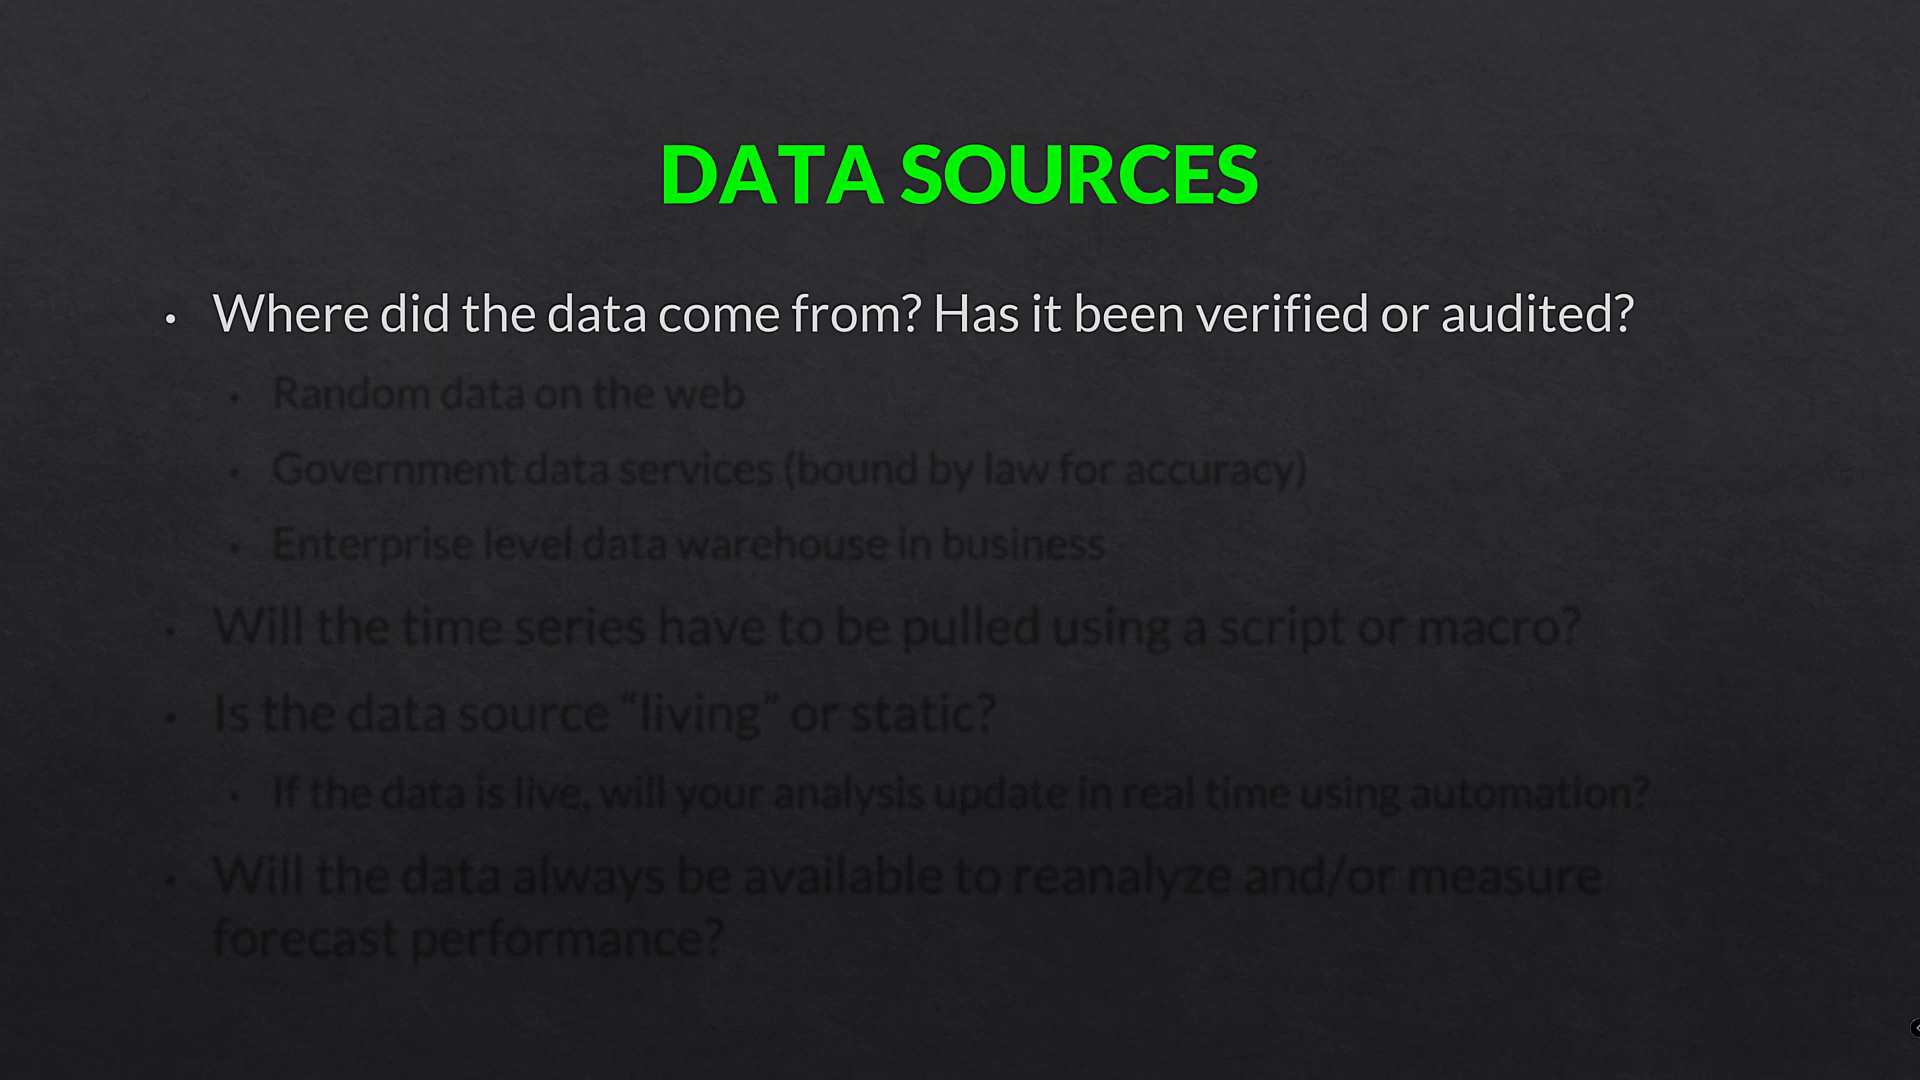 DATA SOURCES
• Where did the data come from? Has it been verified or audited?
• Random data on the web
• Government data services (bound by law for accuracy)
• Enterprise level data warehouse in business
• Will the time series have to be pulled using a script or macro?
• Is the data source “living” or static?
• If the data is live, will your analysis update in real time using automation?
• Will the data always be available to reanalyze and/or measure
forecast performance?